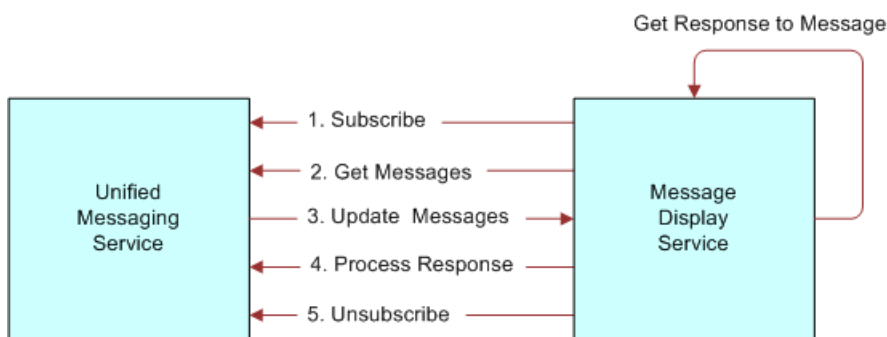 Get Response to Message
1. Subscribe
2. Get Messages
3. Update Messages
4. Process Response
5. Unsubscribe
Unified
Messaging
Service
Message
Display
Service